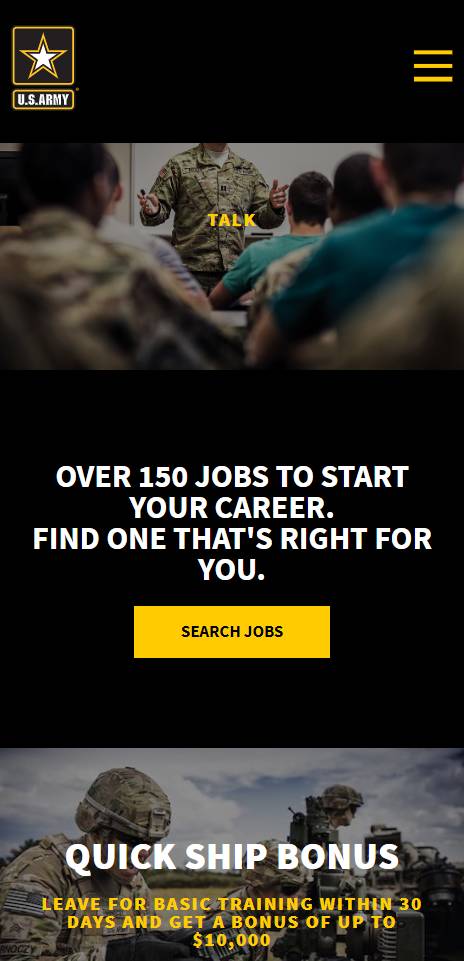 U.S.ARMY
TALK
OVER 150 JOBS TO START
YOUR CAREER.
FIND ONE THAT'S RIGHT FOR
YOU.
SEARCH JOBS
QUICK SHIP BONUS
LEAVE FOR BASIC TRAINING WITHIN 30
DAYS AND GET A BONUS OF UP TO
$10,000